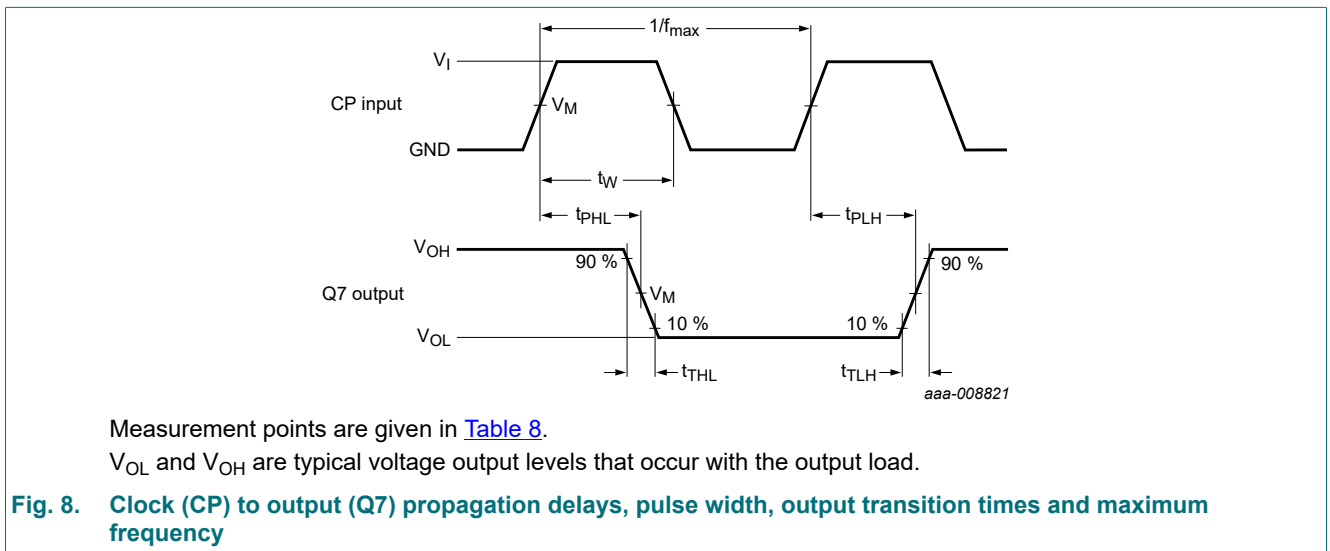 1/fmax
VI
CP input
VM
GND
tW
tPHL
tPLH
VOH
90 %
90 %
Q7 output
VM
10 %
10 %
VOL
tTHL
tTLH
aaa-008821
Measurement points are given in Table 8.
VOL and VOH are typical voltage output levels that occur with the output load.
Fig. 8. Clock (CP) to output (Q7) propagation delays, pulse width, output transition times and maximum
frequency